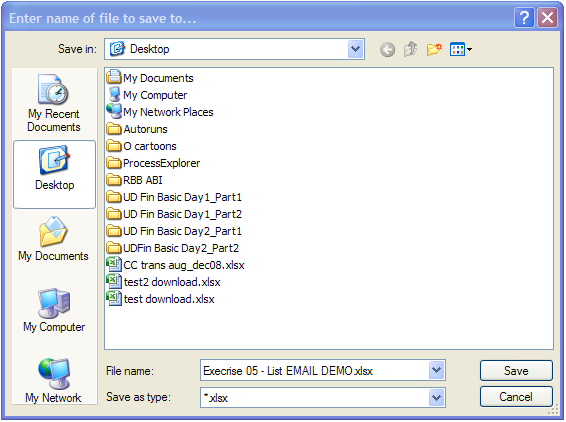 Enter name of file to save to...
Save in: Desktop
My Recent
Documents
Desktop
My Documents
My Computer
My Network
My Documents
My Computer
My Network Places
Autoruns
O cartoons
ProcessExplorer
RBB ABI
UD Fin Basic Day1_Part1
UD Fin Basic Day1_Part2
UD Fin Basic Day2_Part1
UDFin Basic Day2_Part2
CC trans aug_dec08.xlsx
test2 download.xlsx
test download.xlsx
File name: Execrise 05 - List EMAIL DEMO.xlsx Save
Save as type: *.xlsx Cancel